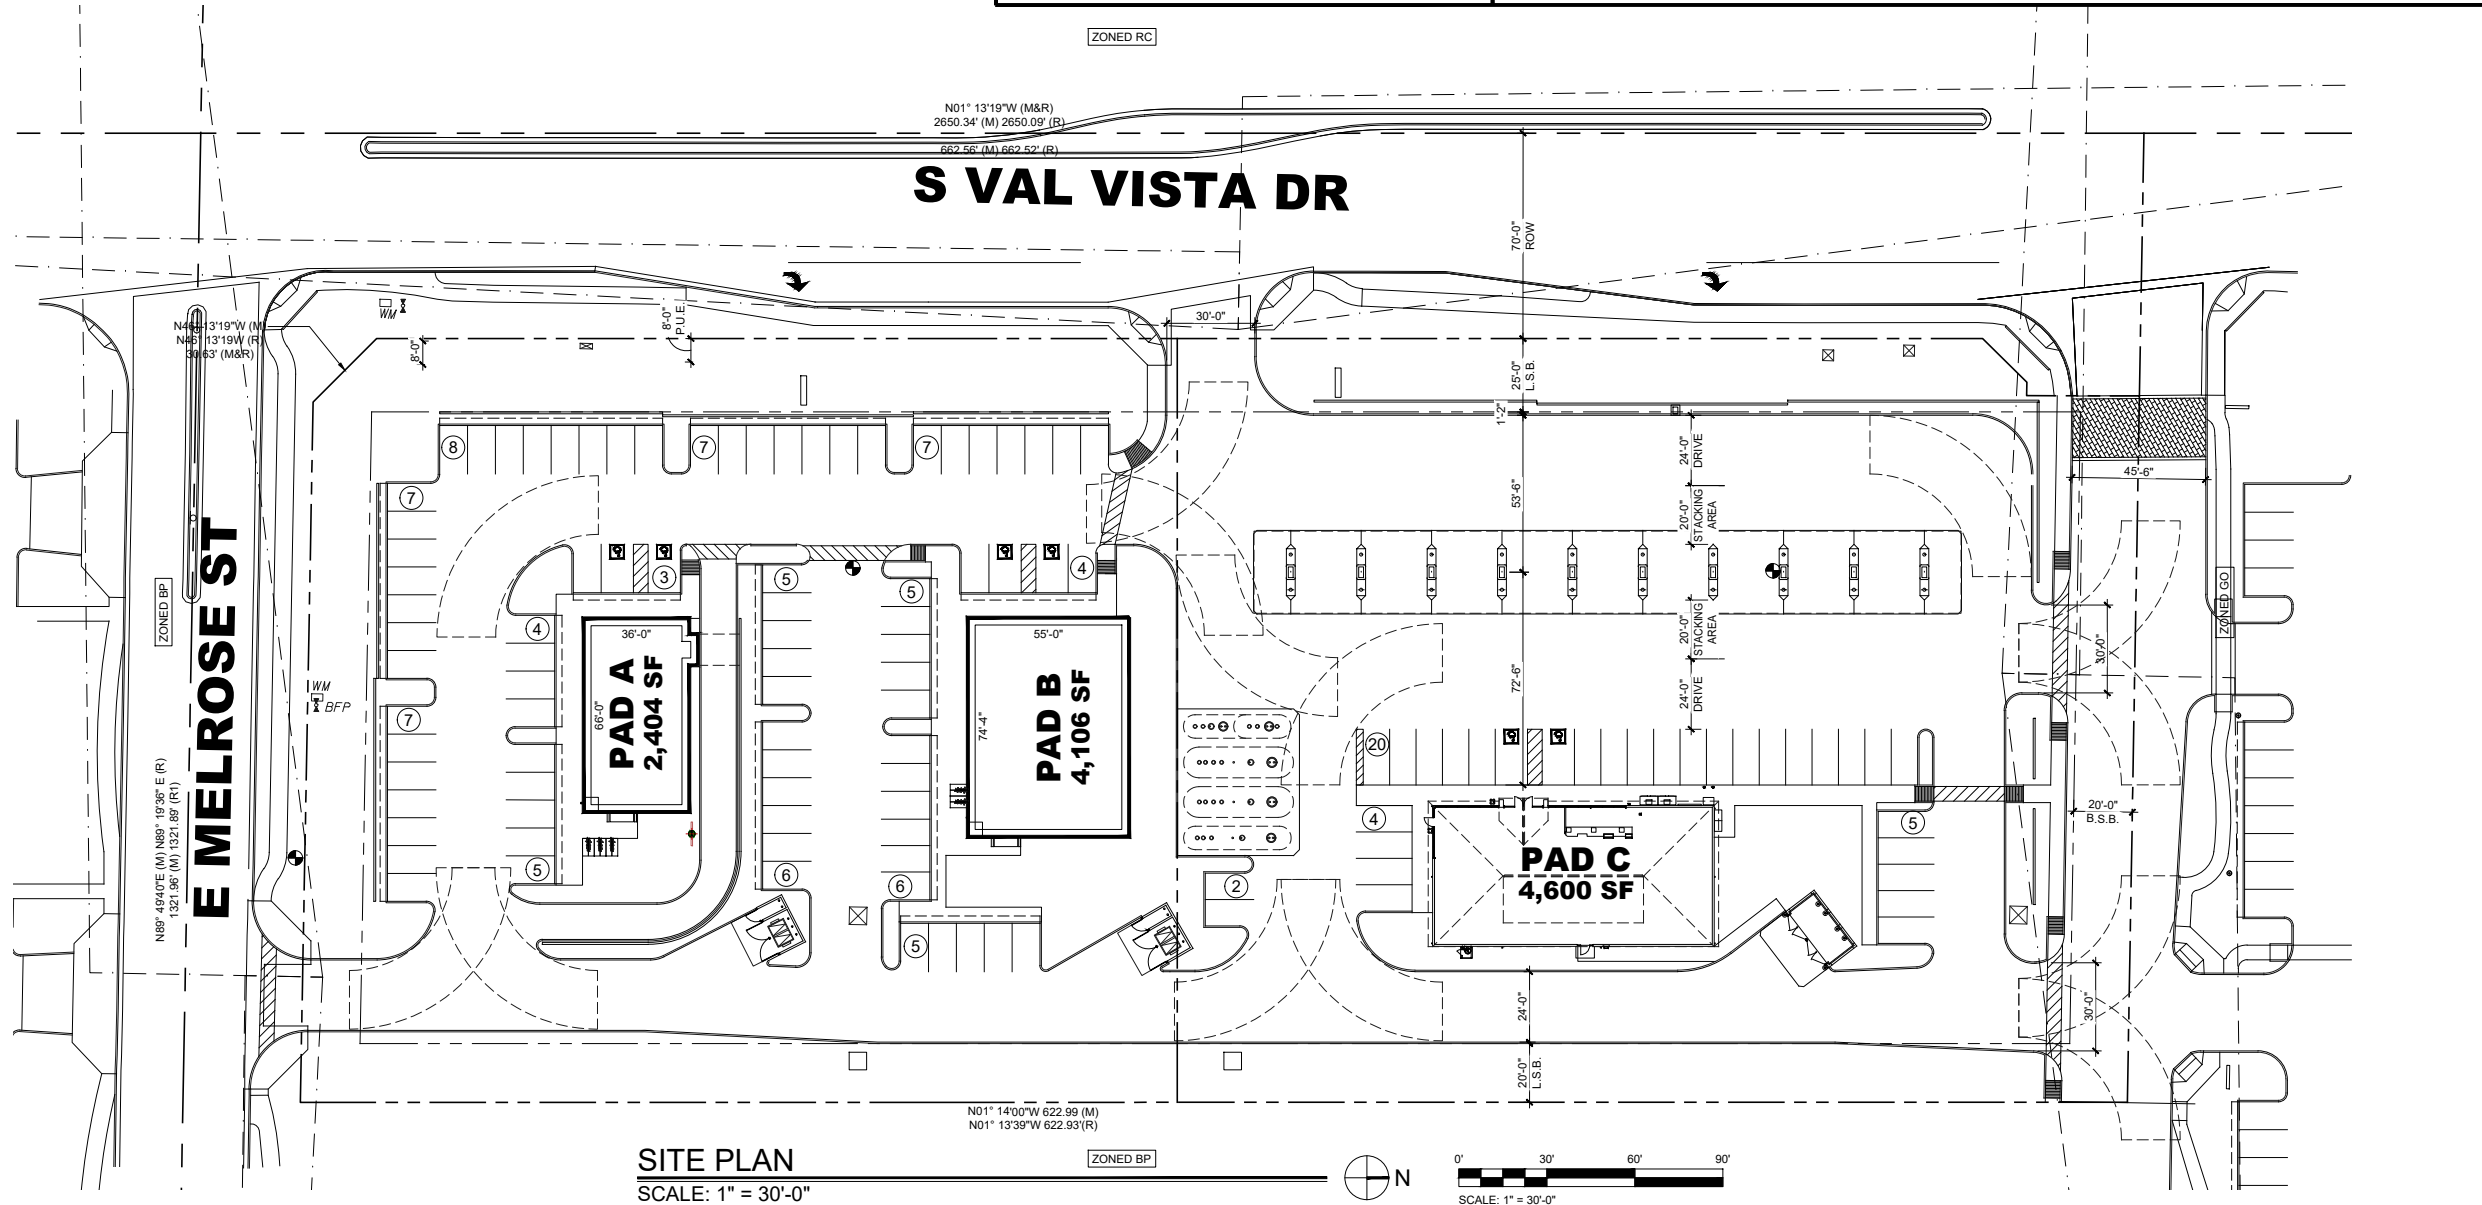 ZONED RC
N01° 13'19"W (M&R)
2650.34' (M) 2650.09' (R)
662.56' (M) 662.52' (R)
S VAL VISTA DR
70'-0"
ROW
N46° 13'19"W (M)
N46° 13'19W (R)
30.63' (M&R)
WM
8'-0"
8'-0"
P.U.E.
30'-0"
25'-0"
L.S.B.
1'-2"
8
7
7
7
24'-0"
DRIVE
53'-6"
20'-0"
STACKING
AREA
45'-6"
ZONED BP
E MELROSE ST
3
5
5
4
4
36'-0"
66'-0"
PAD A
2,404 SF
55'-0"
74'-4"
PAD B
4,106 SF
20'-0"
STACKING
AREA
72'-6"
24'-0"
DRIVE
30'-0"
ZONED GO
WM
BFP
7
20
20'-0"
B.S.B.
4
5
PAD C
4,600 SF
N89° 49'40"E (M) N89° 19'36" E (R)
1321.96' (M) 1321.89' (R1)
5
6
6
2
5
24'-0"
30'-0"
20'-0"
L.S.B.
N01° 14'00"W 622.99 (M)
N01° 13'39"W 622.93'(R)
SITE PLAN
ZONED BP
SCALE: 1" = 30'-0"
N
0' 30' 60' 90'
SCALE: 1" = 30'-0"